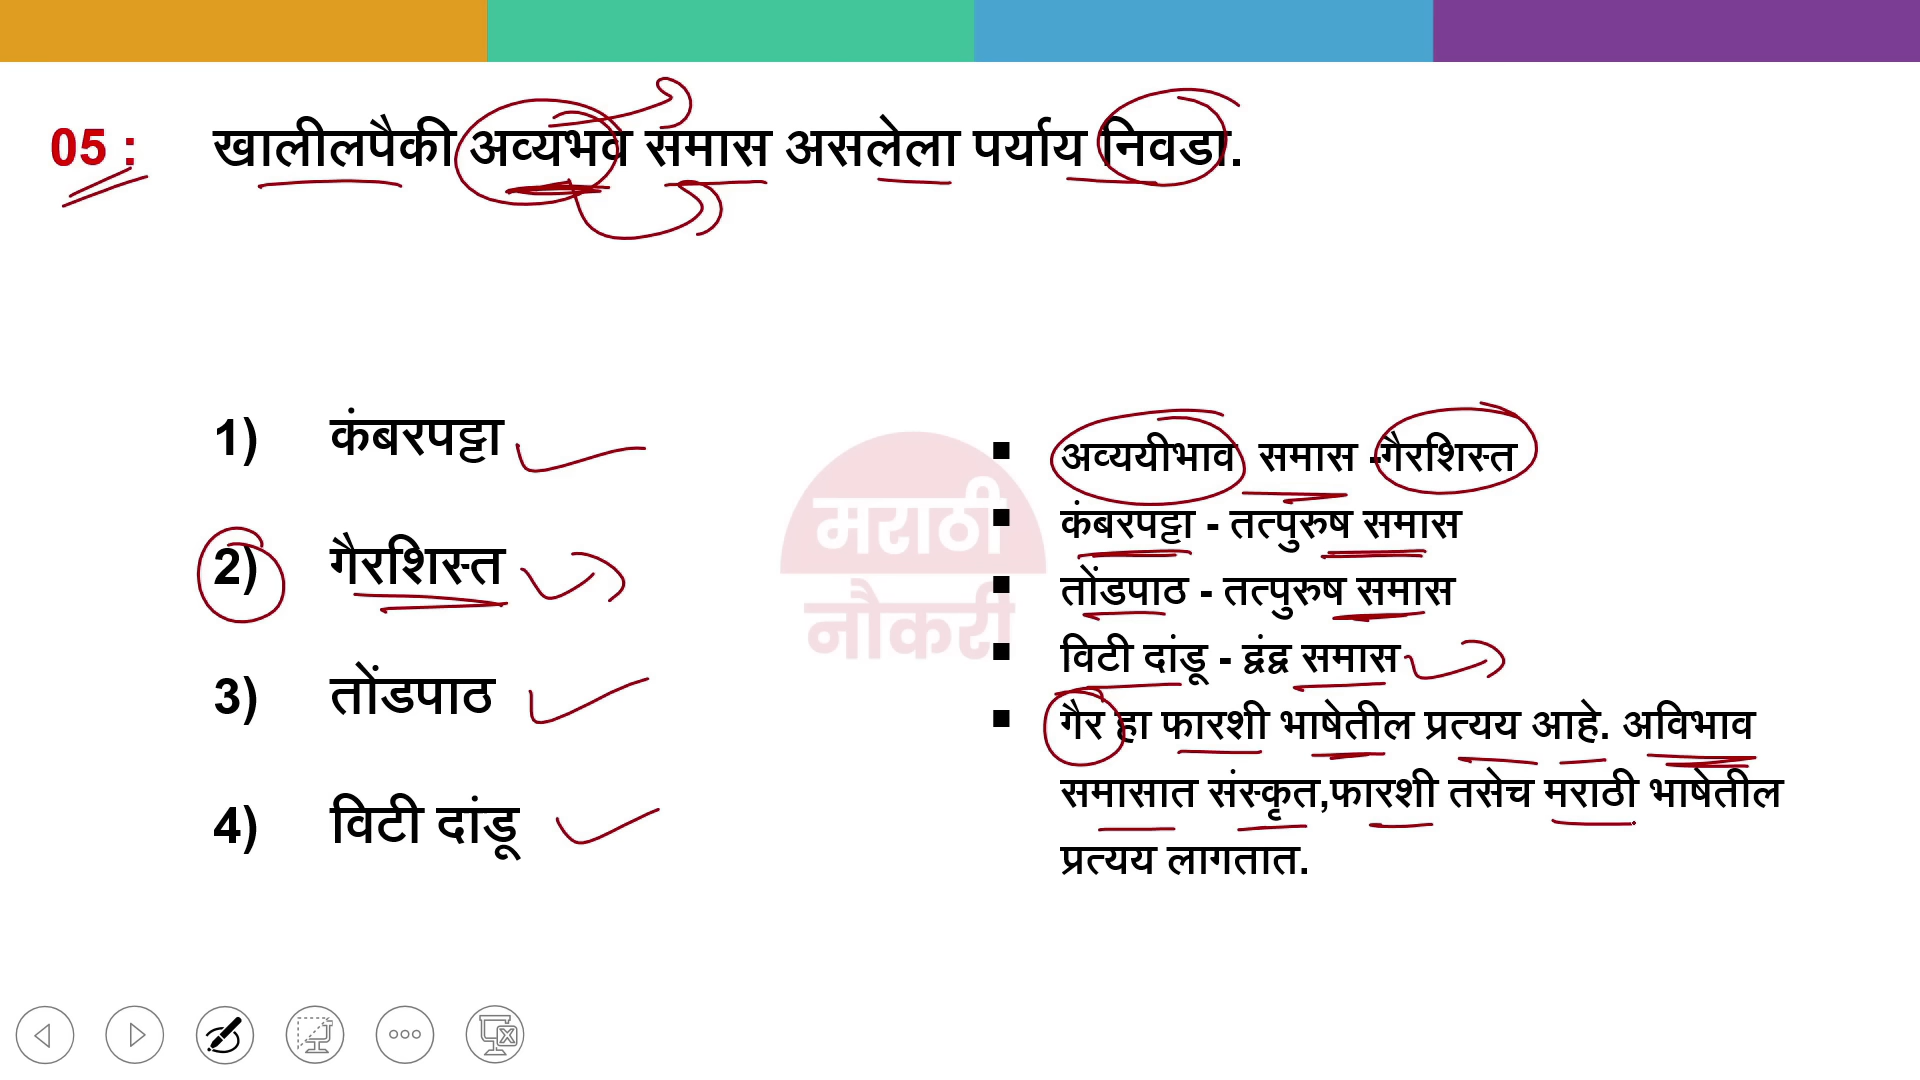 05 : खालीलपैकी अव्यभव समास असलेला पर्याय निवडा.
1) कंबरपट्टा
2) गैरशिस्त
3) तोंडपाठ
4) विटी दांडू
मराठी
नौकरी
▪ अव्ययीभाव समास -गैरशिस्त
▪ कंबरपट्टा - तत्पुरुष समास
▪ तोंडपाठ - तत्पुरुष समास
▪ विटी दांडू - द्वंद्व समास
▪ गैर हा फारशी भाषेतील प्रत्यय आहे. अविभाव
समासात संस्कृत,फारशी तसेच मराठी भाषेतील
प्रत्यय लागतात.